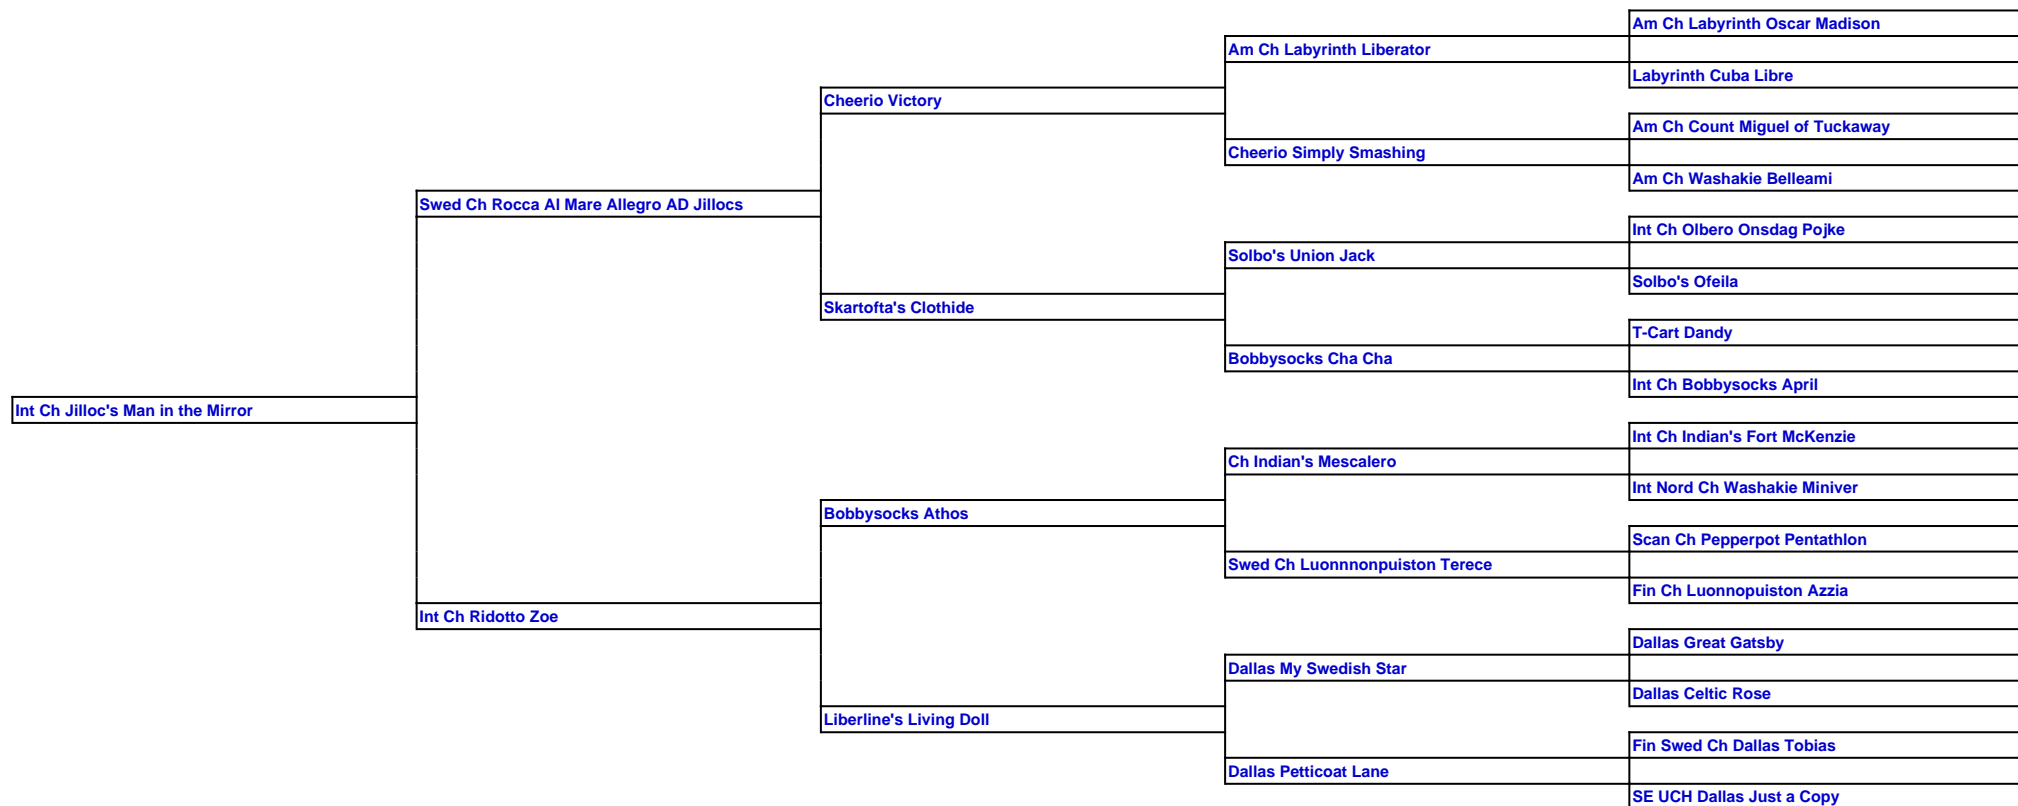 Am Ch Labyrinth Oscar Madison
Am Ch Labyrinth Liberator
Labyrinth Cuba Libre
Cheerio Victory
Am Ch Count Miguel of Tuckaway
Cheerio Simply Smashing
Am Ch Washakie Belleami
Swed Ch Rocca Al Mare Allegro AD Jillocs
Int Ch Olbero Onsdag Pojke
Solbo's Union Jack
Solbo's Ofeila
Skartofta's Clothide
T-Cart Dandy
Bobbysocks Cha Cha
Int Ch Bobbysocks April
Int Ch Jilloc's Man in the Mirror
Int Ch Indian's Fort McKenzie
Ch Indian's Mescalero
Int Nord Ch Washakie Miniver
Bobbysocks Athos
Scan Ch Pepperpot Pentathlon
Swed Ch Luonnnonpuiston Terece
Fin Ch Luonnopuiston Azzia
Int Ch Ridotto Zoe
Dallas Great Gatsby
Dallas My Swedish Star
Dallas Celtic Rose
Liberline's Living Doll
Fin Swed Ch Dallas Tobias
Dallas Petticoat Lane
SE UCH Dallas Just a Copy